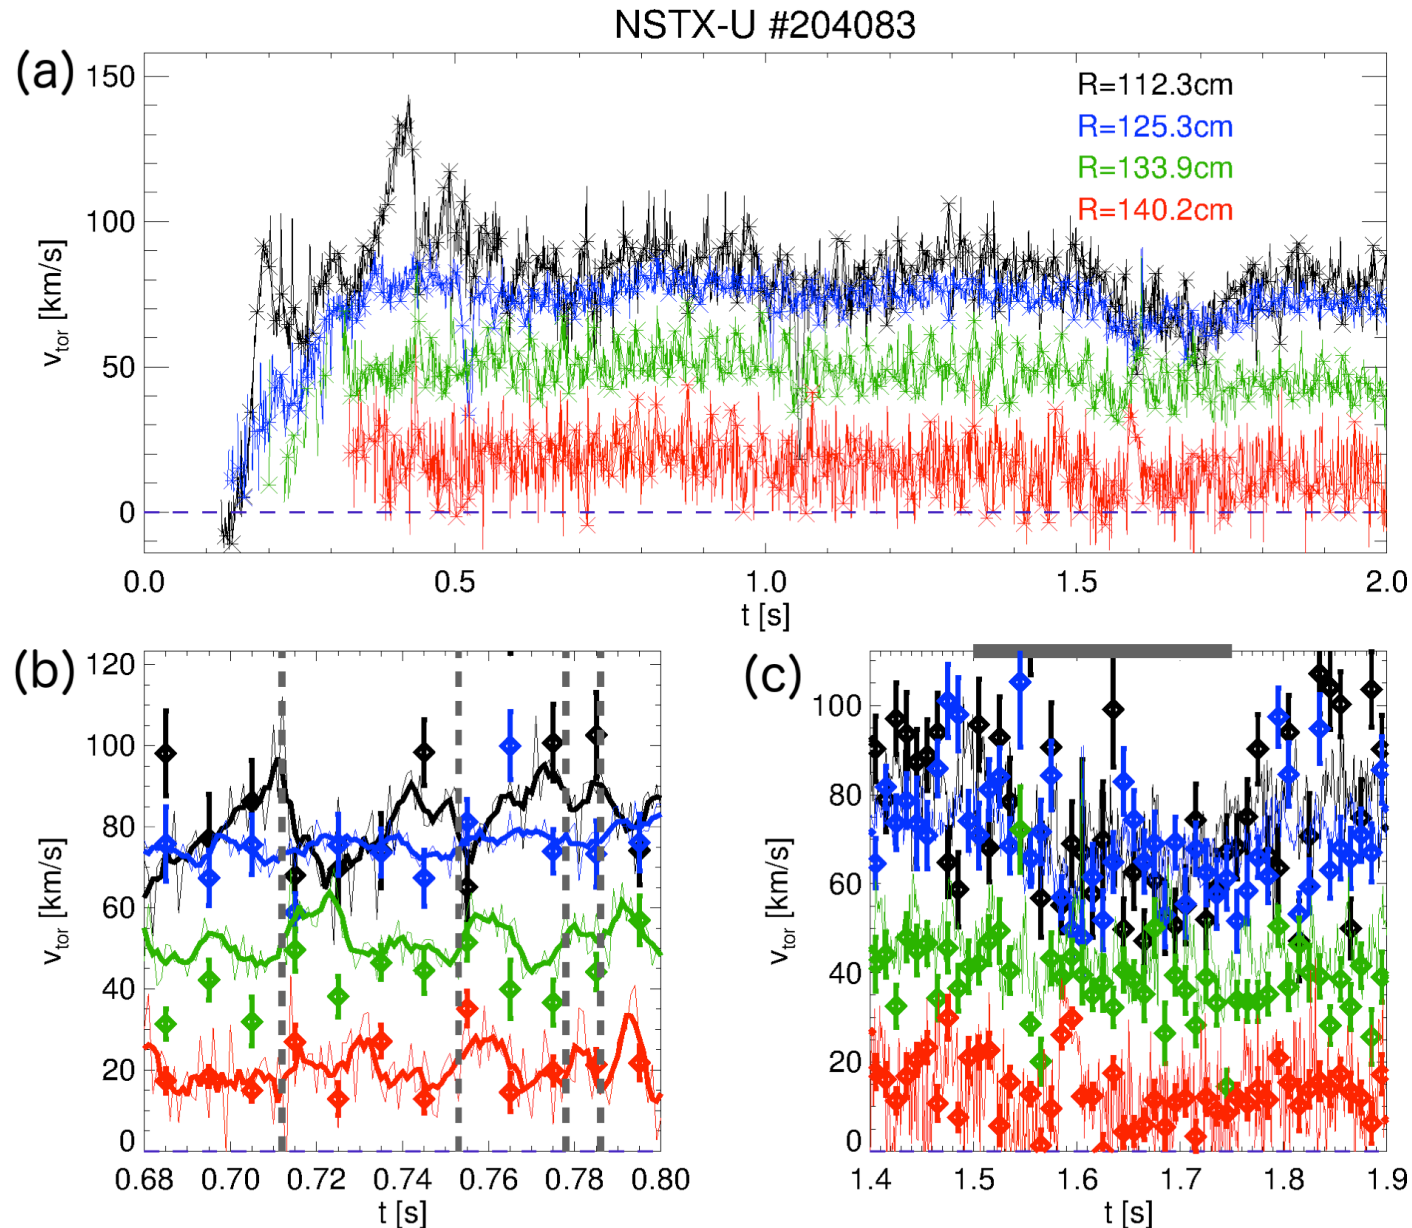 NSTX-U #204083
(a)
150
100
50
0
v_tor [km/s]
R=112.3cm
R=125.3cm
R=133.9cm
R=140.2cm
0.0 0.5 1.0 1.5 2.0
t [s]
(b)
120
100
80
60
40
20
0
v_tor [km/s]
0.68 0.70 0.72 0.74 0.76 0.78 0.80
t [s]
(c)
100
80
60
40
20
0
v_tor [km/s]
1.4 1.5 1.6 1.7 1.8 1.9
t [s]